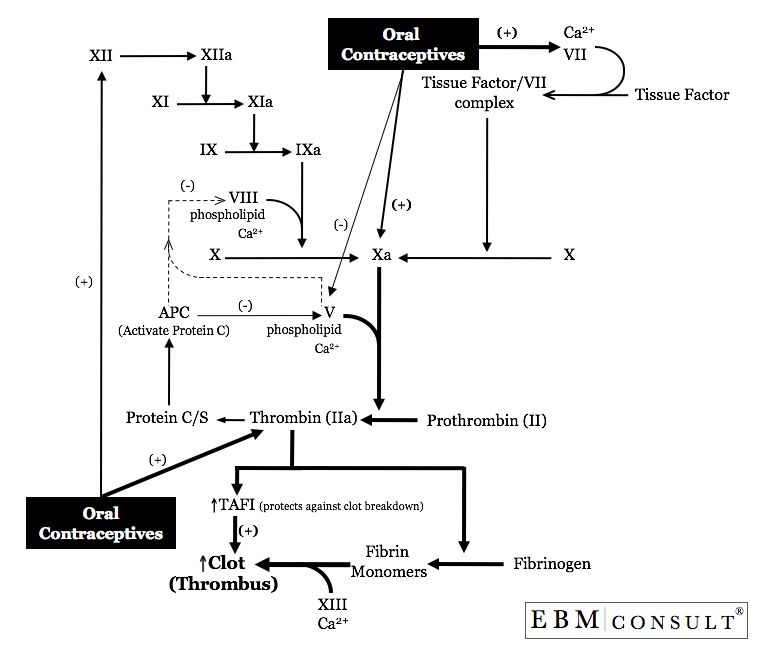 Oral
Contraceptives
(+)
Ca²⁺
VII
XII
XIIa
Tissue Factor/VII
complex
Tissue Factor
XI
XIa
IX
IXa
(-)
VIII
phospholipid
Ca²⁺
(+)
(-)
X
Xa
X
(+)
APC
(Activate Protein C)
(-)
V
phospholipid
Ca²⁺
Protein C/S
Thrombin (IIa)
Prothrombin (II)
(+)
Oral
Contraceptives
↑TAFI (protects against clot breakdown)
(+)
↑Clot
(Thrombus)
Fibrin
Monomers
Fibrinogen
XIII
Ca²⁺
EBM CONSULT®